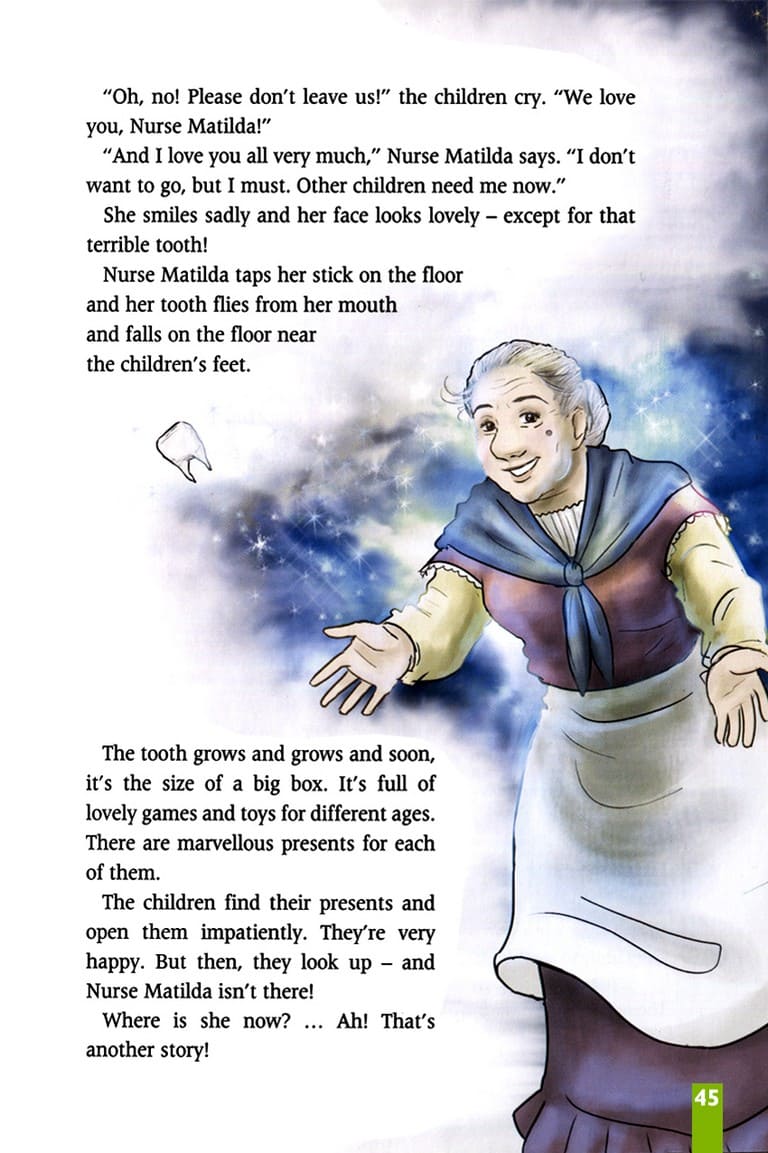 “Oh, no! Please don’t leave us!” the children cry. “We love
you, Nurse Matilda!”
“And I love you all very much,” Nurse Matilda says. “I don’t
want to go, but I must. Other children need me now.”
She smiles sadly and her face looks lovely – except for that
terrible tooth!
Nurse Matilda taps her stick on the floor
and her tooth flies from her mouth
and falls on the floor near
the children’s feet.
The tooth grows and grows and soon,
it’s the size of a big box. It’s full of
lovely games and toys for different ages.
There are marvellous presents for each
of them.
The children find their presents and
open them impatiently. They’re very
happy. But then, they look up – and
Nurse Matilda isn’t there!
Where is she now? ... Ah! That’s
another story!
45